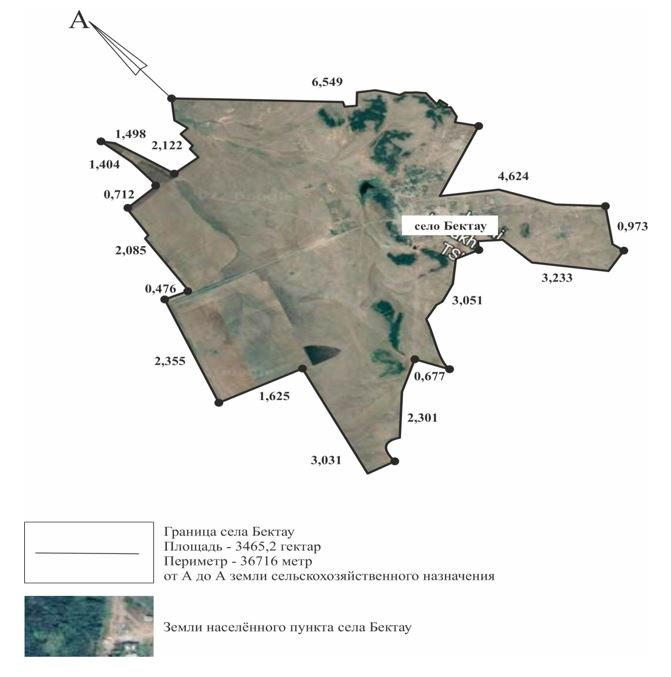 А
6,549
1,498
2,122
1,404
4,624
0,712
0,973
село Бектау
2,085
3,233
0,476
3,051
2,355
0,677
1,625
2,301
3,031
Граница села Бектау
Площадь - 3465,2 гектар
Периметр - 36716 метр
от А до А земли сельскохозяйственного назначения
Земли населённого пункта села Бектау